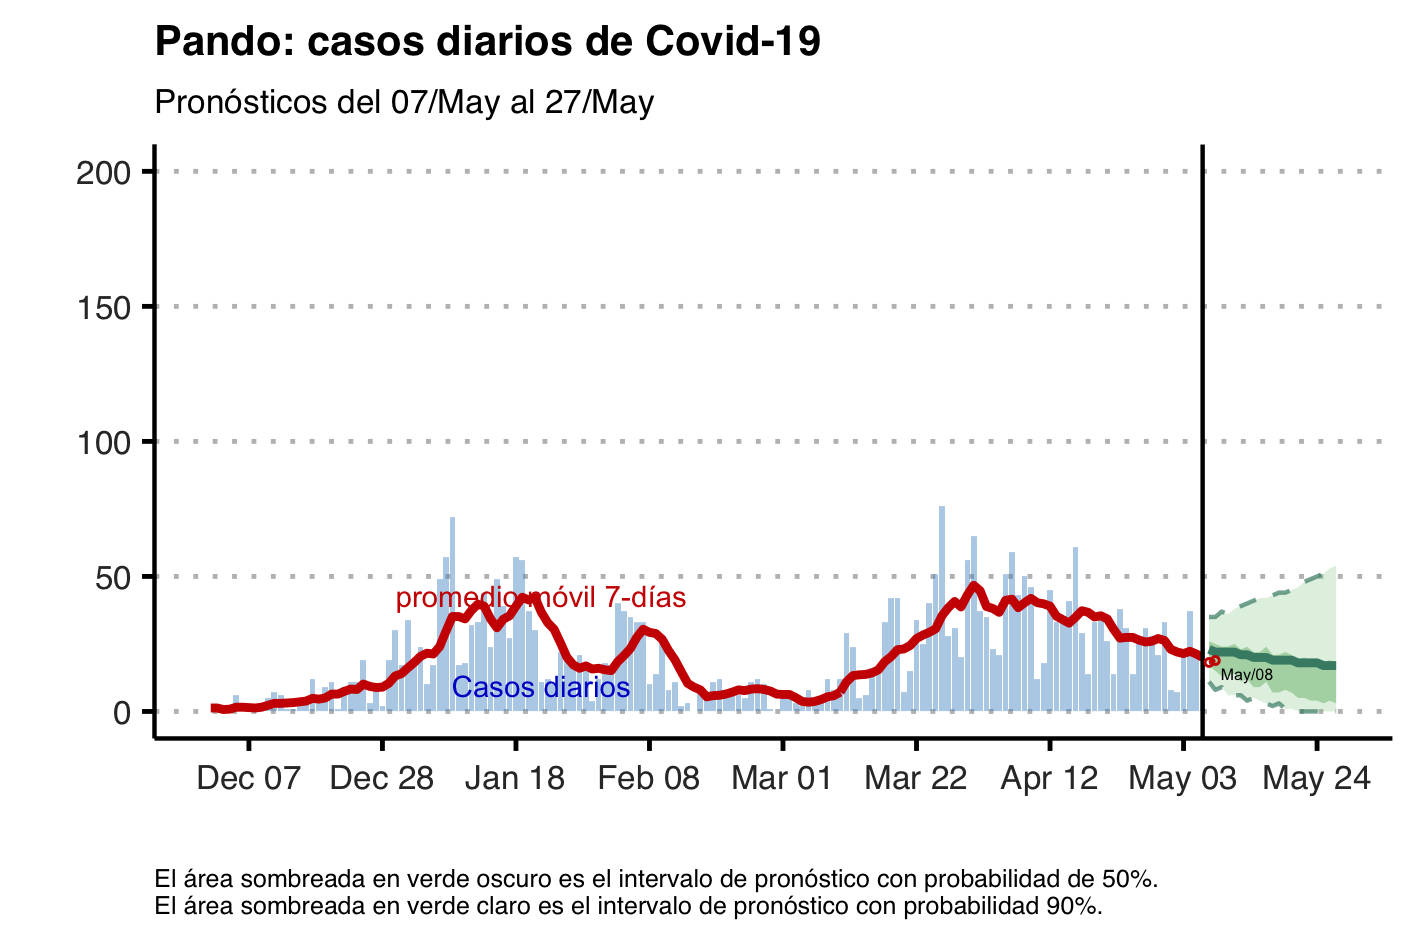 Pando: casos diarios de Covid-19
Pronósticos del 07/May al 27/May
200
150
100
50
promedio móvil 7-días
May/08
Casos diarios
0
Dec 07 Dec 28 Jan 18 Feb 08 Mar 01 Mar 22 Apr 12 May 03 May 24
El área sombreada en verde oscuro es el intervalo de pronóstico con probabilidad de 50%.
El área sombreada en verde claro es el intervalo de pronóstico con probabilidad 90%.